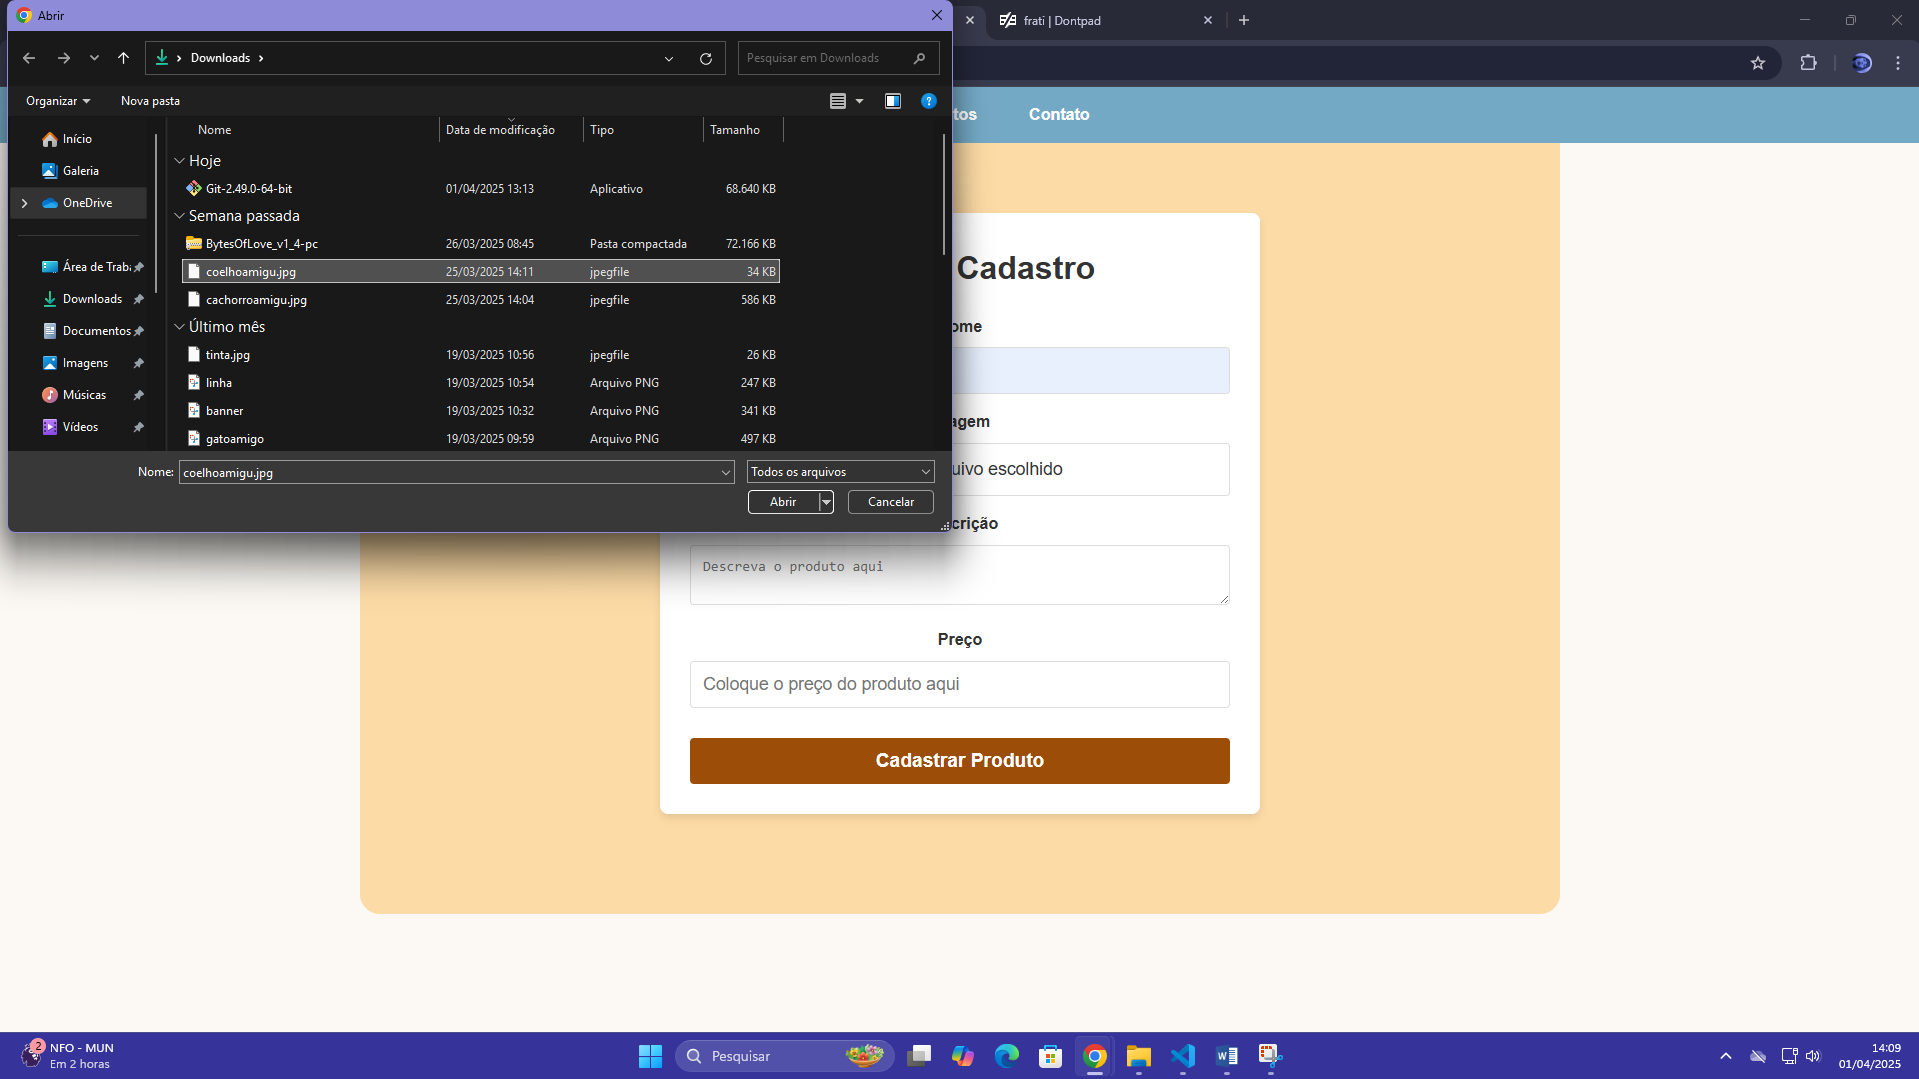 Abrir
frati | Dontpad
Downloads
Pesquisar em Downloads
Organizar
Nova pasta
tos
Contato
Início
Galeria
OneDrive
Área de Trab
Downloads
Documentos
Imagens
Músicas
Vídeos
Nome
Data de modificação
Tipo
Tamanho
Hoje
Git-2.49.0-64-bit
01/04/2025 13:13
Aplicativo
68.640 KB
Semana passada
BytesOfLove_v1_4-pc
26/03/2025 08:45
Pasta compactada
72.166 KB
coelhoamigu.jpg
25/03/2025 14:11
jpegfile
34 KB
cachorroamigu.jpg
25/03/2025 14:04
jpegfile
586 KB
Último mês
tinta.jpg
19/03/2025 10:56
jpegfile
26 KB
linha
19/03/2025 10:54
Arquivo PNG
247 KB
banner
19/03/2025 10:32
Arquivo PNG
341 KB
gatoamigo
19/03/2025 09:59
Arquivo PNG
497 KB
Nome:
coelhoamigu.jpg
Todos os arquivos
Abrir
Cancelar
Cadastro
ome
agem
uivo escolhido
crição
Descreva o produto aqui
Preço
Coloque o preço do produto aqui
Cadastrar Produto
2
NFO - MUN
Em 2 horas
Pesquisar
14:09
01/04/2025